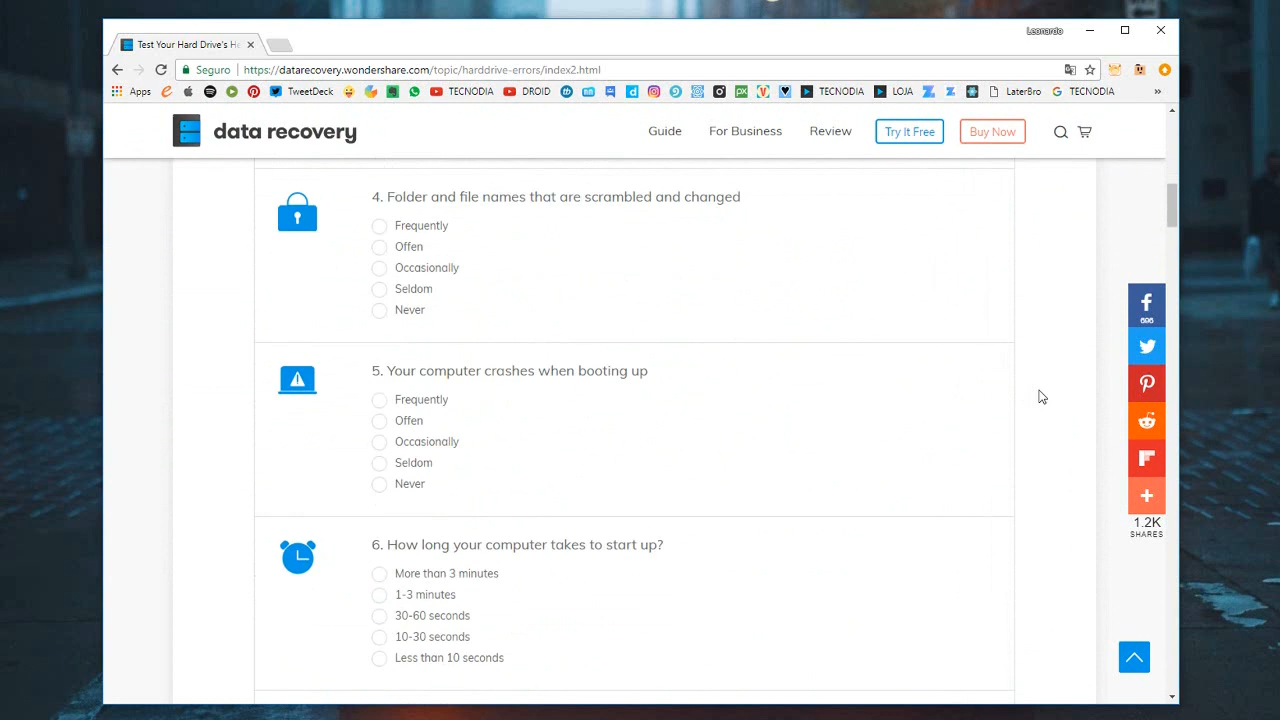 Leonardo
Test Your Hard Drive's He
Seguro
https://datarecovery.wondershare.com/topic/harddrive-errors/index2.html
Apps
TweetDeck
TECNODIA
DROID
TECNODIA
LOJA
LaterBro
TECNODIA
data recovery
Guide
For Business
Review
Try It Free
Buy Now
4. Folder and file names that are scrambled and changed
Frequently
Offen
Occasionally
Seldom
Never
5. Your computer crashes when booting up
Frequently
Offen
Occasionally
Seldom
Never
6. How long your computer takes to start up?
More than 3 minutes
1-3 minutes
30-60 seconds
10-30 seconds
Less than 10 seconds
696
1.2K
SHARES